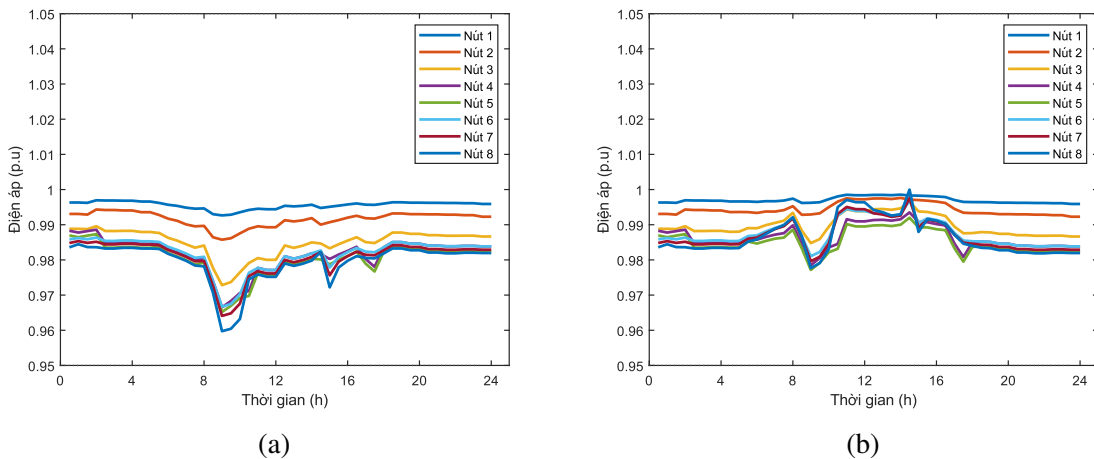 1.05
1.04
1.03
1.02
1.01
1
0.99
0.98
0.97
0.96
0.95
Điện áp (p.u)
0 4 8 12 16 20 24
Thời gian (h)
Nút 1
Nút 2
Nút 3
Nút 4
Nút 5
Nút 6
Nút 7
Nút 8
(a)
1.05
1.04
1.03
1.02
1.01
1
0.99
0.98
0.97
0.96
0.95
Điện áp (p.u)
0 4 8 12 16 20 24
Thời gian (h)
Nút 1
Nút 2
Nút 3
Nút 4
Nút 5
Nút 6
Nút 7
Nút 8
(b)